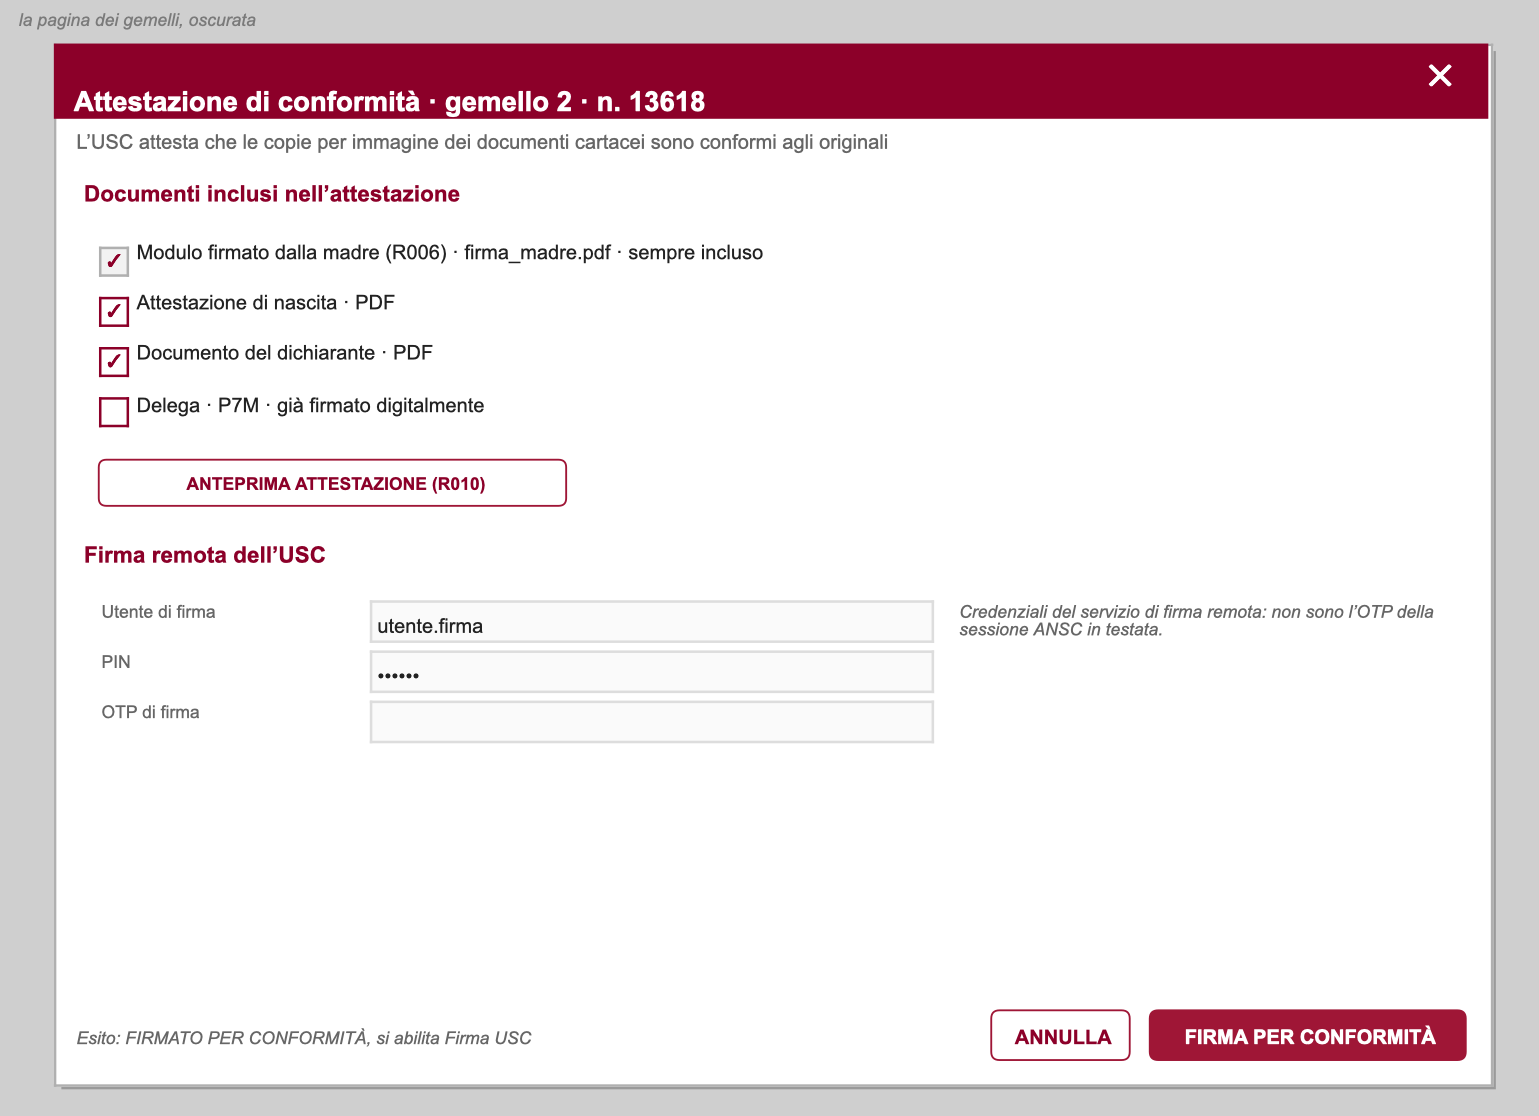 la pagina dei gemelli, oscurata
Attestazione di conformità · gemello 2 · n. 13618
L’USC attesta che le copie per immagine dei documenti cartacei sono conformi agli originali
Documenti inclusi nell’attestazione
Modulo firmato dalla madre (R006) · firma_madre.pdf · sempre incluso
Attestazione di nascita · PDF
Documento del dichiarante · PDF
Delega · P7M · già firmato digitalmente
ANTEPRIMA ATTESTAZIONE (R010)
Firma remota dell’USC
Utente di firma
utente.firma
Credenziali del servizio di firma remota: non sono l’OTP della
sessione ANSC in testata.
PIN
••••••
OTP di firma
Esito: FIRMATO PER CONFORMITÀ, si abilita Firma USC
ANNULLA
FIRMA PER CONFORMITÀ